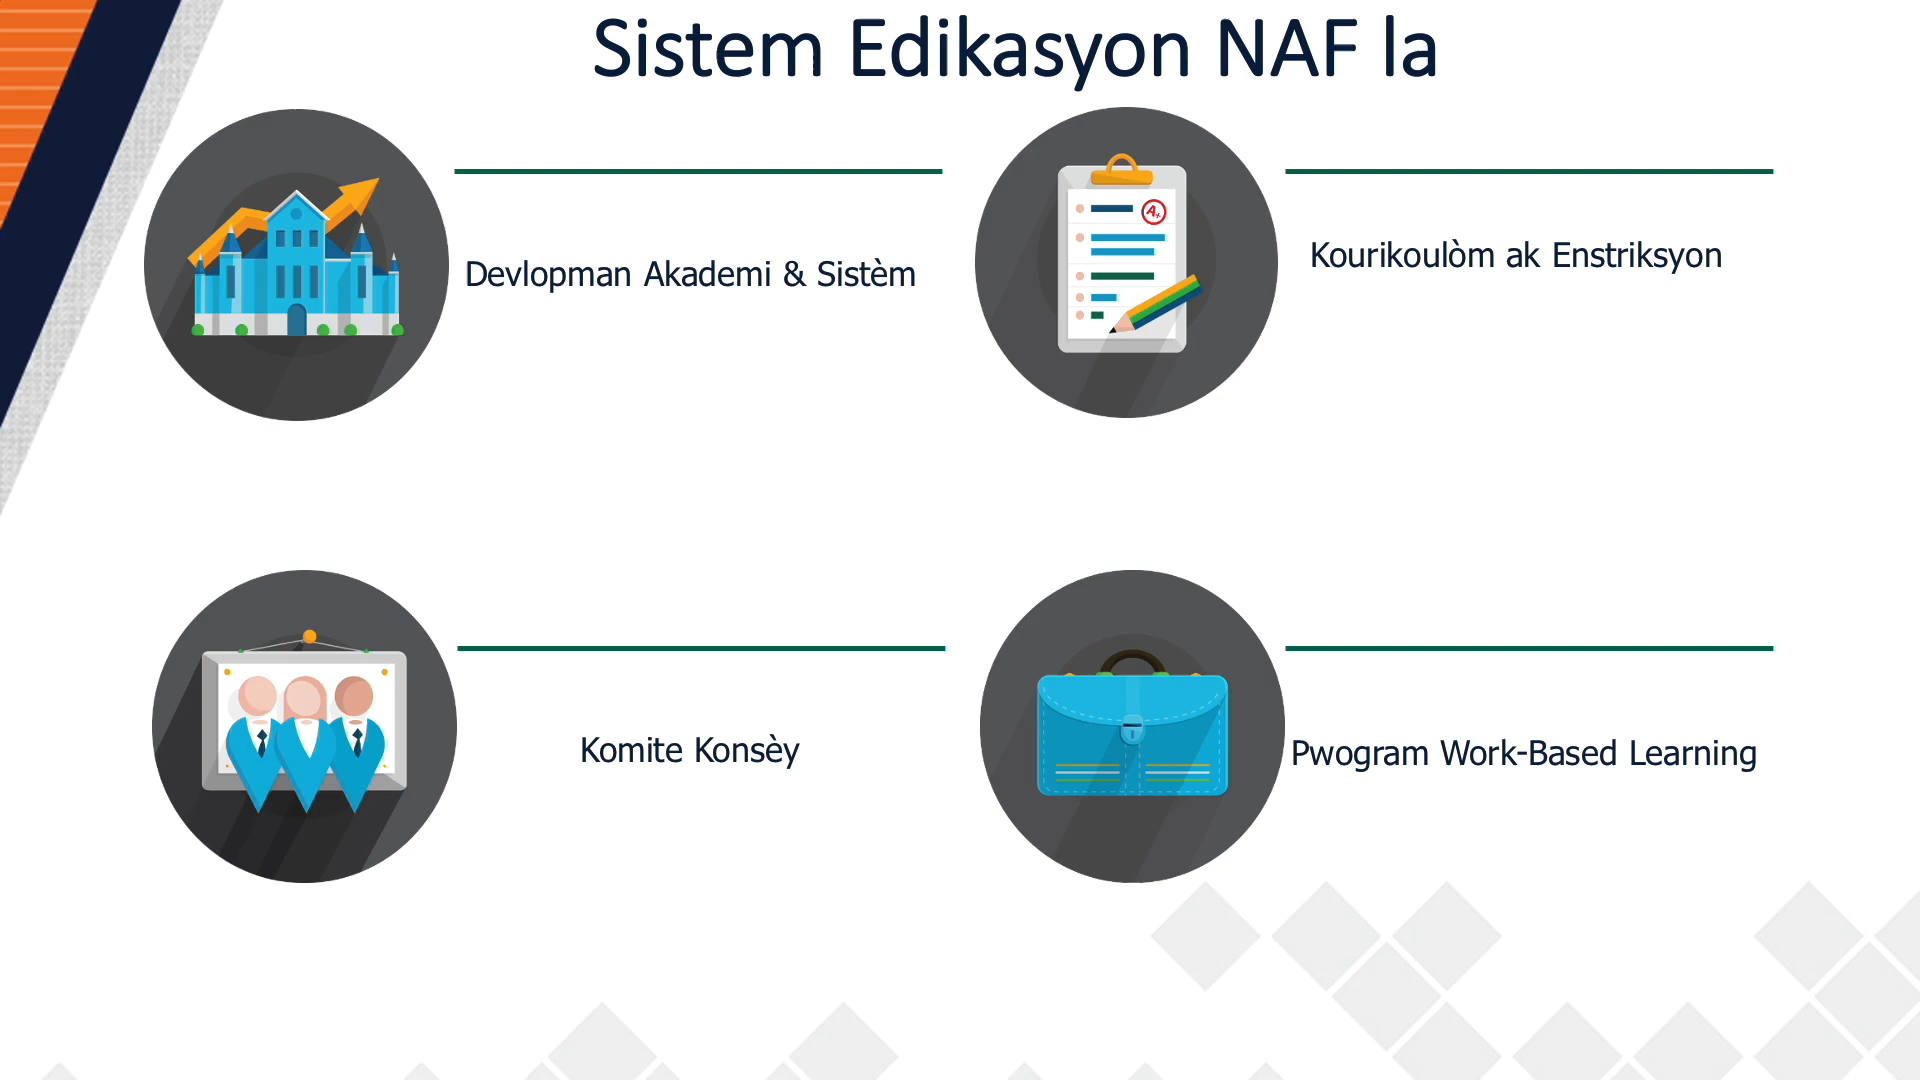 Sistem Edikasyon NAF la
Devlopman Akademi & Sistèm
A+
Kourikoulòm ak Enstriksyon
Komite Konsèy
Pwogram Work-Based Learning